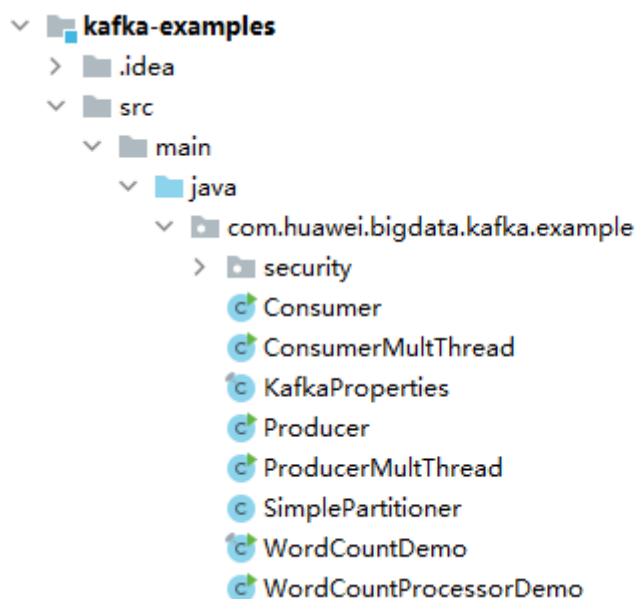 kafka-examples
.idea
src
main
java
com.huawei.bigdata.kafka.example
security
Consumer
ConsumerMultThread
KafkaProperties
Producer
ProducerMultThread
SimplePartitioner
WordCountDemo
WordCountProcessorDemo